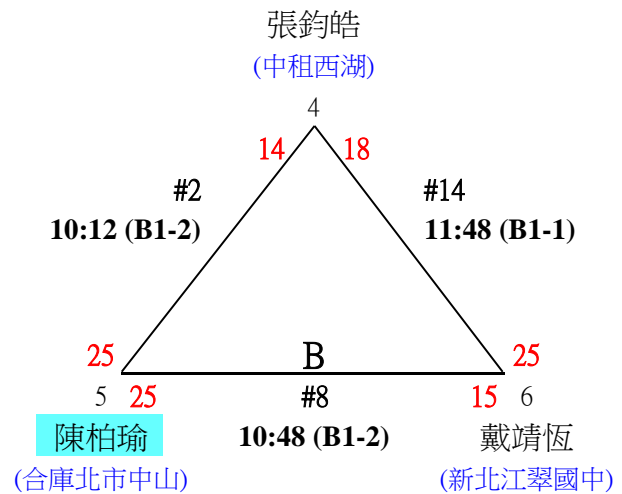 張鈞皓
(中租西湖)
4
14 18
#2 #14
10:12 (B1-2) 11:48 (B1-1)
25 B 25
5 25 #8 15 6
陳柏瑜 10:48 (B1-2) 戴靖恆
(合庫北市中山) (新北江翠國中)